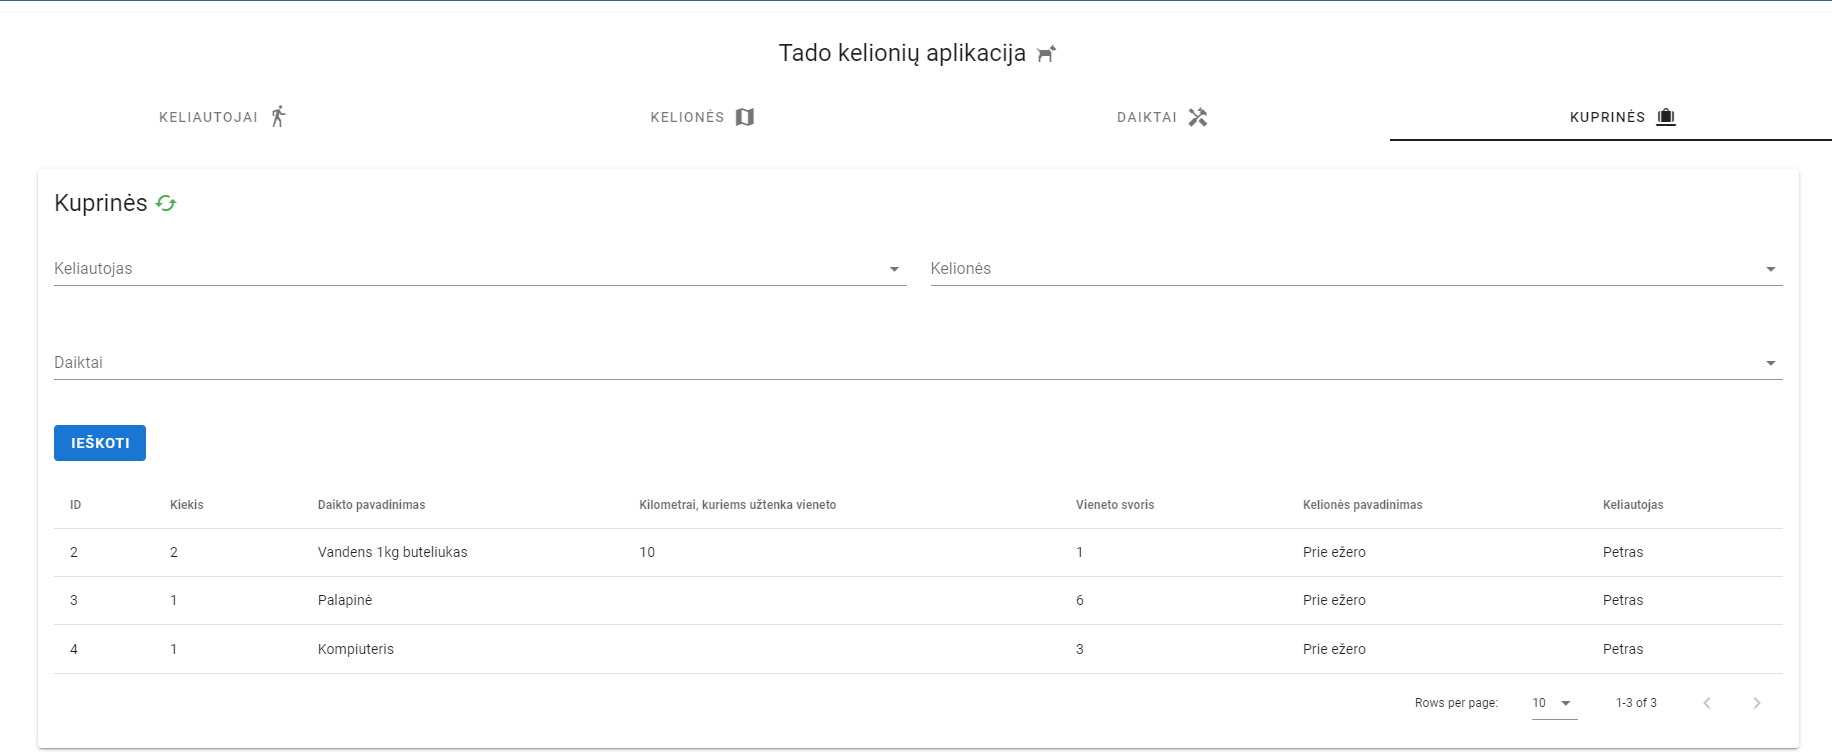 Tado kelionių aplikacija
KELIAUTOJAI KELIONĖS DAIKTAI KUPRINĖS
Kuprinės
Keliautojas Kelionės
Daiktai
IEŠKOTI
ID Kiekis Daikto pavadinimas Kilometrai, kuriems užtenka vieneto Vieneto svoris Kelionės pavadinimas Keliautojas
2 2 Vandens 1kg buteliukas 10 1 Prie ežero Petras
3 1 Palapinė 6 Prie ežero Petras
4 1 Kompiuteris 3 Prie ežero Petras
Rows per page: 10 1-3 of 3